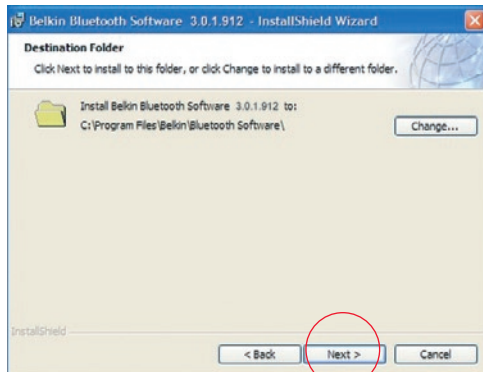 Belkin Bluetooth Software 3.0.1.912 - InstallShield Wizard
Destination Folder
Click Next to install to this folder, or click Change to install to a different folder.
Install Belkin Bluetooth Software 3.0.1.912 to:
C:\Program Files\Belkin\Bluetooth Software\
Change...
InstallShield
< Back
Next >
Cancel